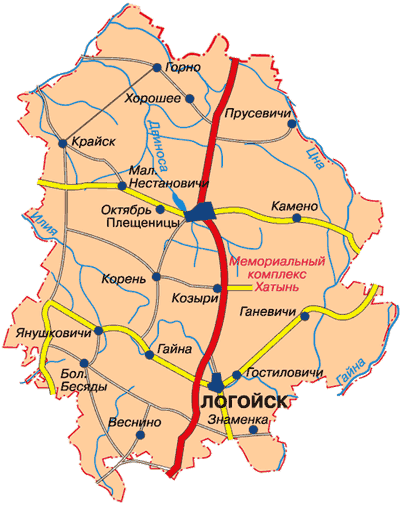 Горно
Хорошее
Прусевичи
Двиноса
Цна
Крайск
Мал.
Нестановичи
Октябрь
Плещеницы
Камено
Илия
Мемориальный
комплекс
Хатынь
Корень
Козыри
Ганевичи
Янушковичи
Гайна
Гостиловичи
Гайна
Бол.
Бесяды
ЛОГОЙСК
Веснино
Знаменка